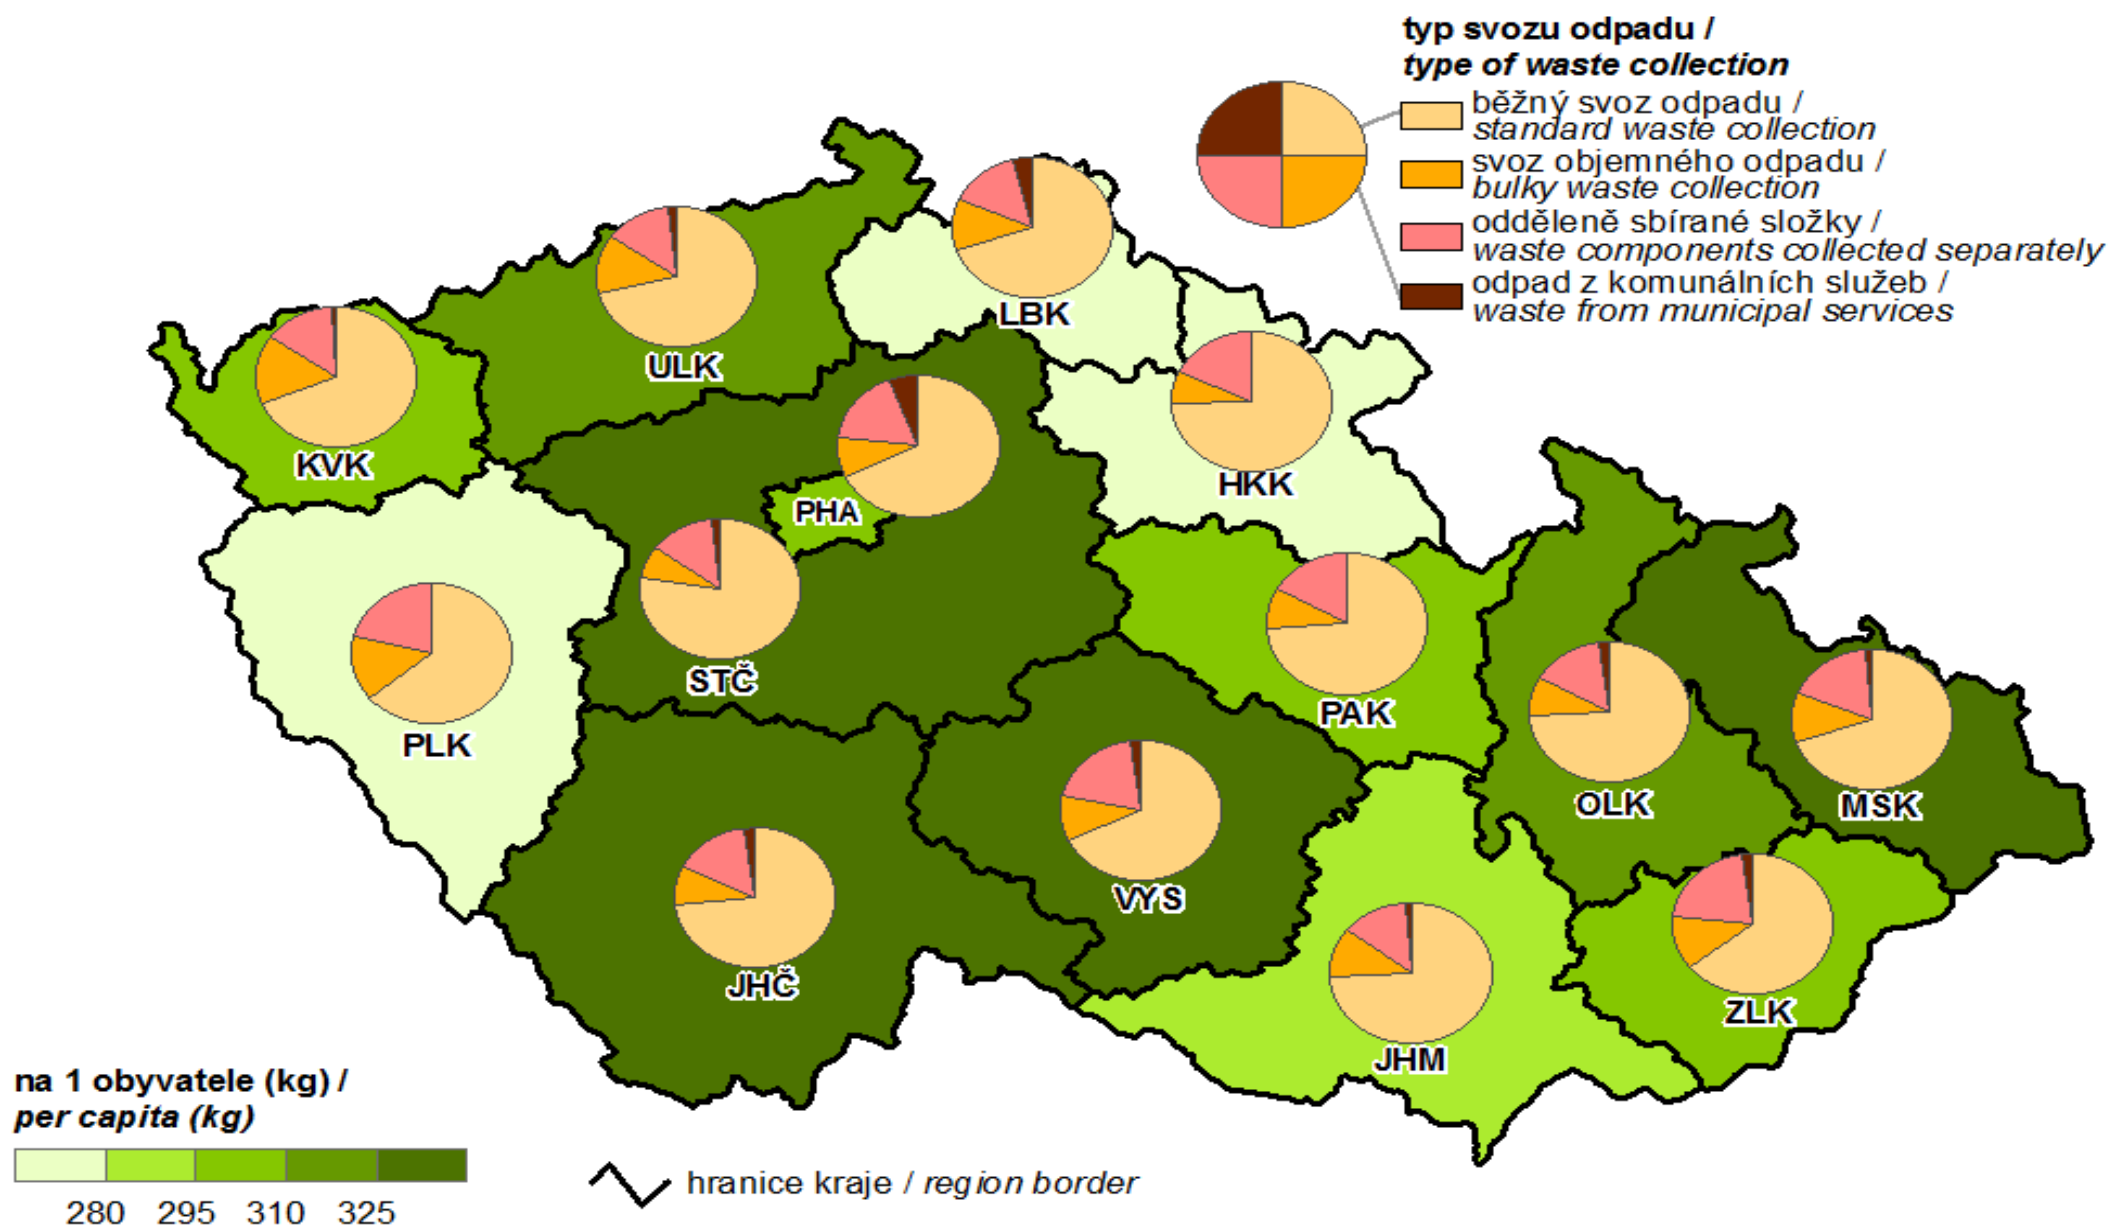 typ svozu odpadu /
type of waste collection
běžný svoz odpadu /
standard waste collection
svoz objemného odpadu /
bulky waste collection
odděleně sbírané složky /
waste components collected separately
odpad z komunálních služeb /
waste from municipal services
LBK
ULK
KVK
HKK
PHA
STČ
PAK
PLK
OLK
MSK
VYS
JHČ
ZLK
JHM
na 1 obyvatele (kg) /
per capita (kg)
280 295 310 325
hranice kraje / region border